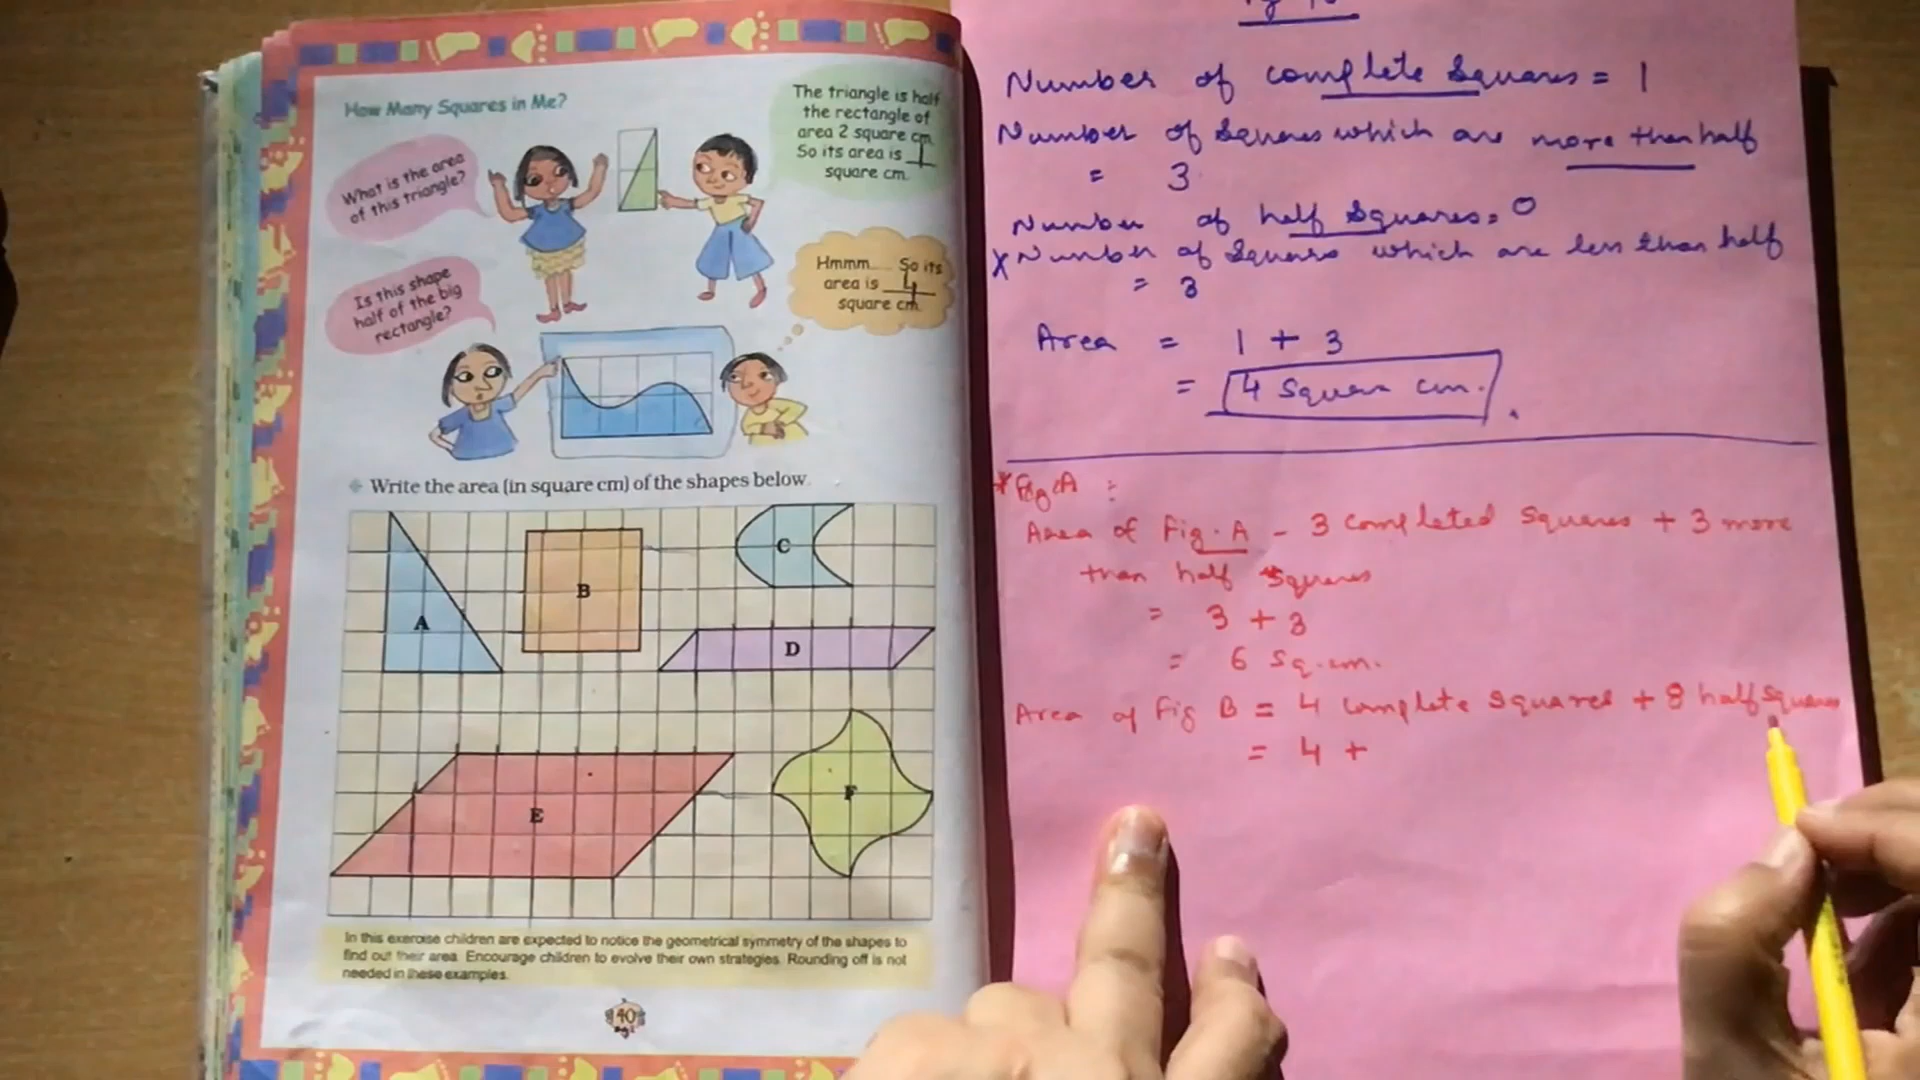 How Many Squares in Me?
What is the area
of this triangle?
The triangle is half
the rectangle of
area 2 square cm.
So its area is 1
square cm.
Is this shape
half of the big
rectangle?
Hmmm... So its
area is 4
square cm.
Write the area (in square cm) of the shapes below.
A
B
C
D
E
F
In this exercise children are expected to notice the geometrical symmetry of the shapes to
find out their area. Encourage children to evolve their own strategies. Rounding off is not
needed in these examples.
40
Number of complete Squares = 1
Number of Squares which are more than half
= 3
Number of half Squares = 0
x Number of Squares which are less than half
= 3
Area = 1 + 3
= 4 Square cm.
* Fig A :
Area of Fig. A - 3 completed Squares + 3 more
than half Squares
= 3 + 3
= 6 Sq.cm.
Area of Fig B = 4 complete Squares + 8 half Squares
= 4 +